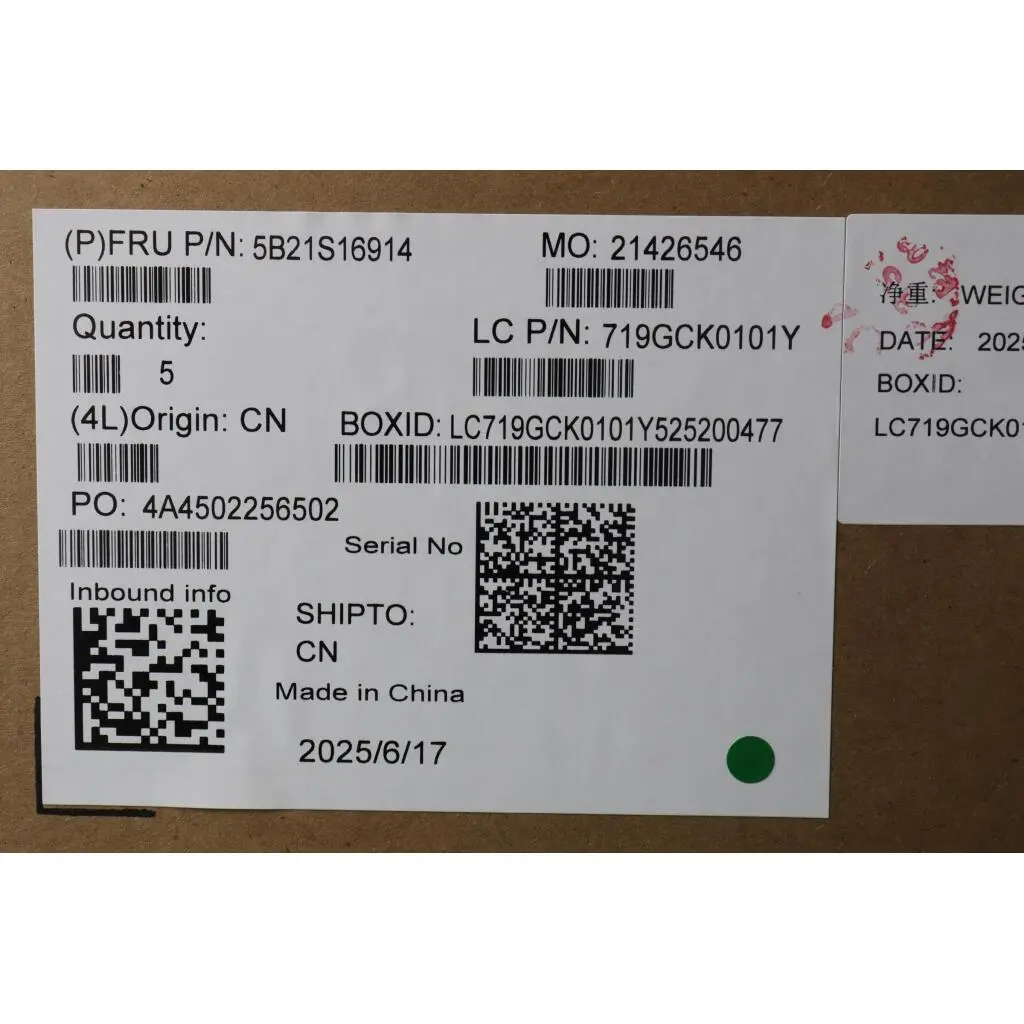 (P)FRU P/N: 5B21S16914
MO: 21426546
Quantity:
5
LC P/N: 719GCK0101Y
(4L)Origin: CN
BOXID: LC719GCK0101Y525200477
PO: 4A4502256502
Serial No
Inbound info
SHIPTO:
CN
Made in China
2025/6/17
净重: WEIG
DATE: 2025
BOXID:
LC719GCK01